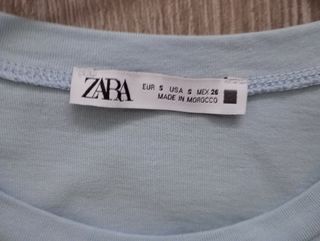 ZARA
EUR S USA S MEX 26
MADE IN MOROCCO